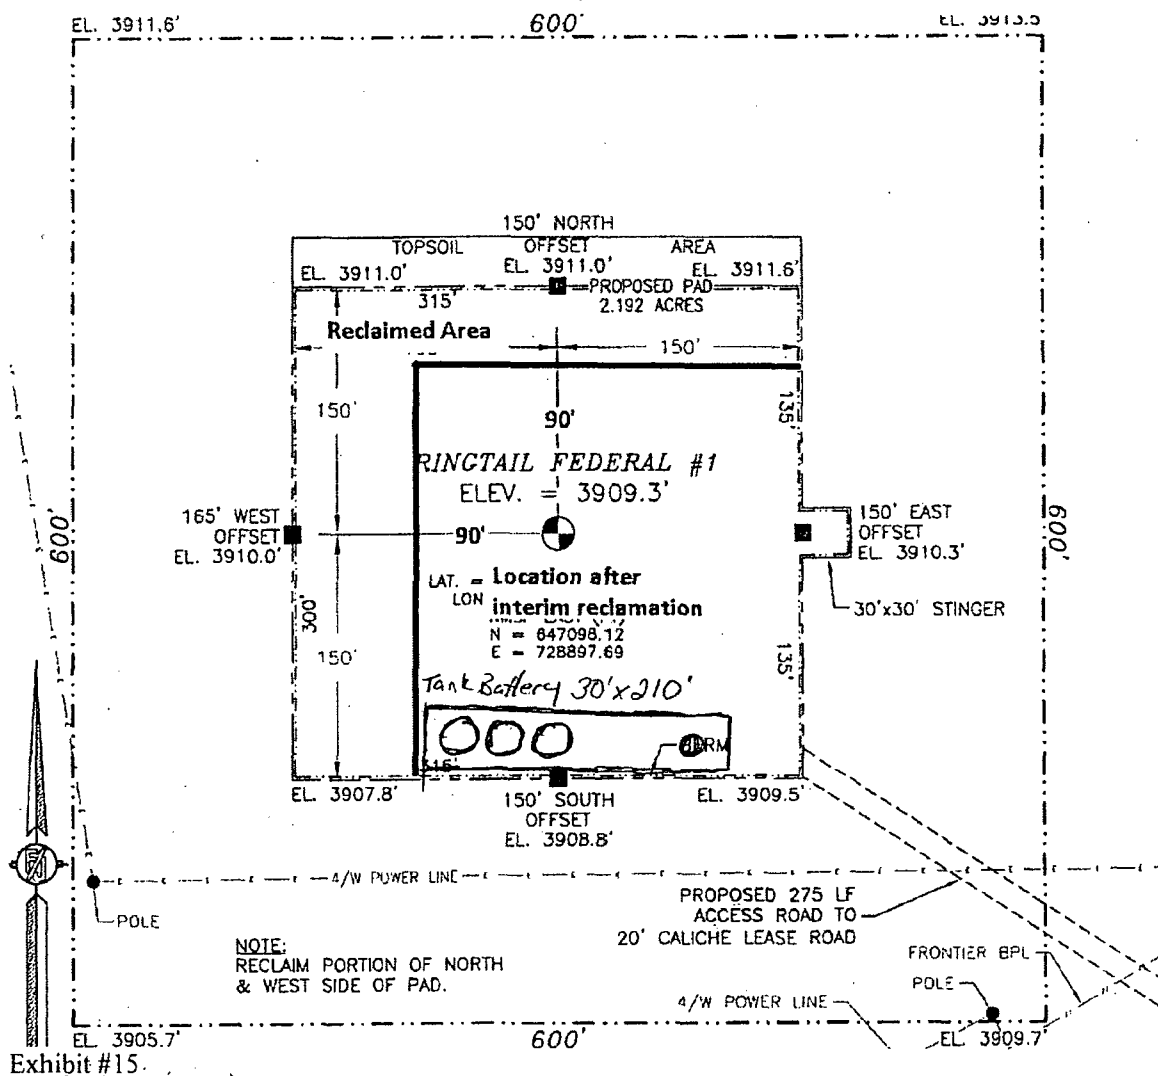 EL. 3911.6'
600'
EL. 3913.5
150' NORTH
OFFSET
EL. 3911.0'
TOPSOIL
AREA
EL. 3911.0'
EL. 3911.6'
PROPOSED PAD
2.192 ACRES
315'
Reclaimed Area
150'
150'
135'
90'
RINGTAIL FEDERAL #1
ELEV. = 3909.3'
165' WEST
OFFSET
EL. 3910.0'
90'
150' EAST
OFFSET
EL. 3910.3'
600'
600'
30'x30' STINGER
LAT. = Location after
LON interim reclamation
N = 647098.12
E = 728897.69
300'
150'
135'
Tank Battery 30'x210'
BERM
315'
EL. 3907.8'
150' SOUTH
OFFSET
EL. 3908.8'
EL. 3909.5'
4/W POWER LINE
POLE
PROPOSED 275 LF
ACCESS ROAD TO
20' CALICHE LEASE ROAD
NOTE:
RECLAIM PORTION OF NORTH
& WEST SIDE OF PAD.
FRONTIER BPL
POLE
4/W POWER LINE
EL. 3905.7'
600'
EL. 3909.7'
Exhibit #15